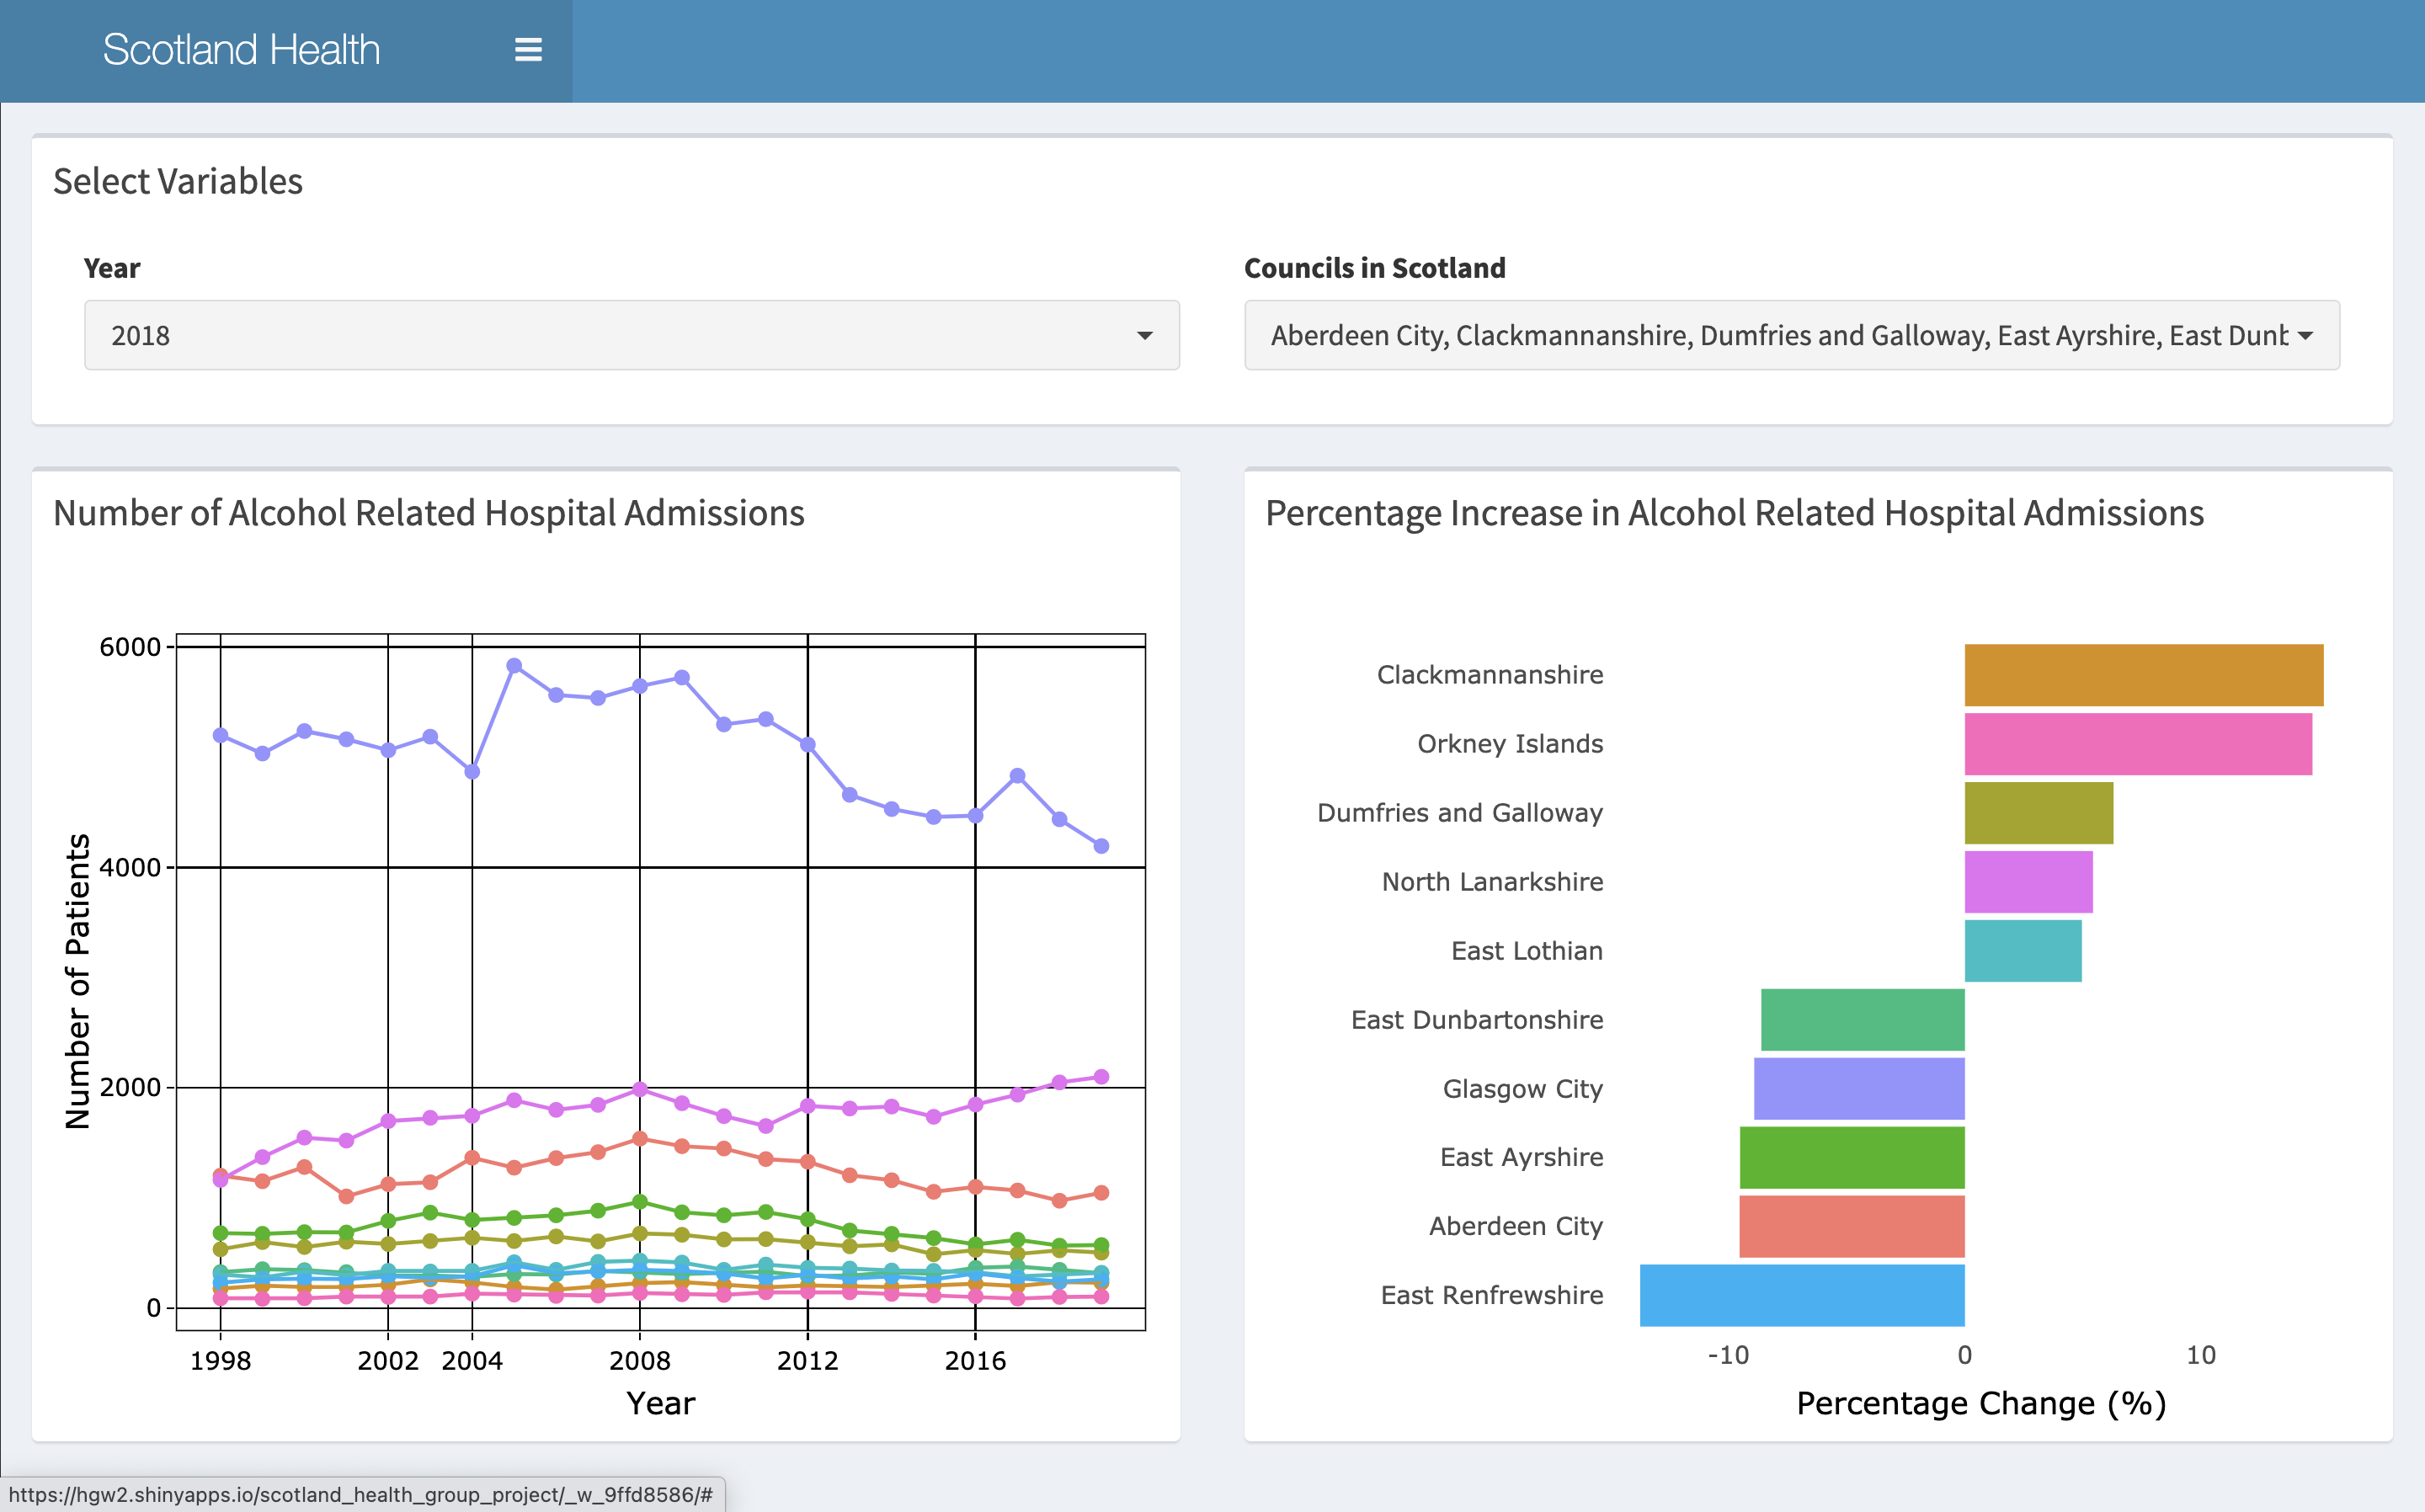 Scotland Health
Select Variables
Year
Councils in Scotland
2018
Aberdeen City, Clackmannanshire, Dumfries and Galloway, East Ayrshire, East Dunb
Number of Alcohol Related Hospital Admissions
6000
4000
2000
0
Number of Patients
1998 2002 2004 2008 2012 2016
Year
Percentage Increase in Alcohol Related Hospital Admissions
Clackmannanshire
Orkney Islands
Dumfries and Galloway
North Lanarkshire
East Lothian
East Dunbartonshire
Glasgow City
East Ayrshire
Aberdeen City
East Renfrewshire
-10 0 10
Percentage Change (%)
https://hgw2.shinyapps.io/scotland_health_group_project/_w_9ffd8586/#